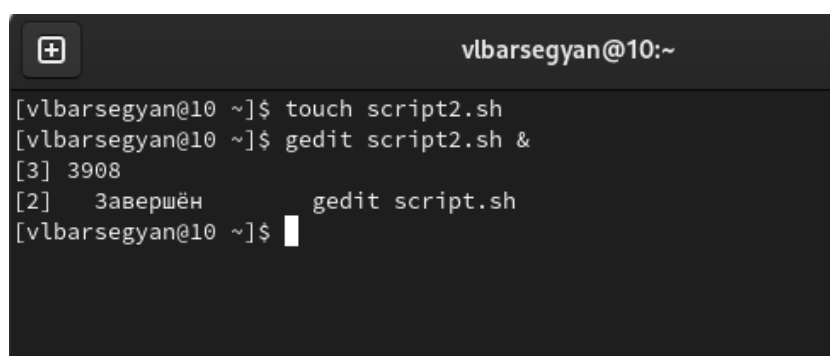 vlbarsegyan@10:~
[vlbarsegyan@10 ~]$ touch script2.sh
[vlbarsegyan@10 ~]$ gedit script2.sh &
[3] 3908
[2]   Завершён        gedit script.sh
[vlbarsegyan@10 ~]$